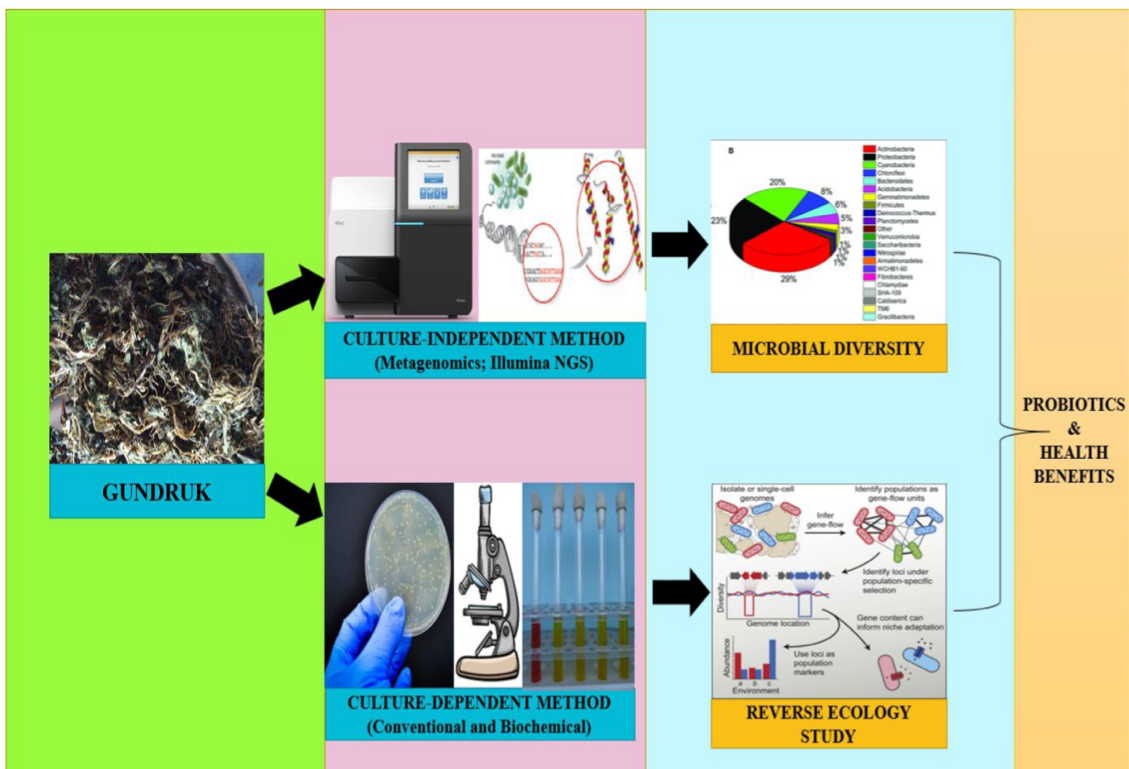 GUNDRUK
microbial
community
CULTURE-INDEPENDENT METHOD
(Metagenomics; Illumina NGS)
CULTURE-DEPENDENT METHOD
(Conventional and Biochemical)
B
20%
8%
6%
5%
3%
1%
1%
23%
29%
Actinobacteria
Proteobacteria
Cyanobacteria
Chloroflexi
Bacteroidetes
Acidobacteria
Gemmatimonadetes
Firmicutes
Deinococcus-Thermus
Planctomycetes
Other
Verrucomicrobia
Saccharibacteria
Nitrospirae
Armatimonadetes
WCHB1-60
Fibrobacteres
Chlamydiae
SHA-109
Caldiserica
TM6
Gracilibacteria
MICROBIAL DIVERSITY
Isolate or single-cell
genomes
Infer
gene-flow
Identify populations as
gene-flow units
Identify loci under
population-specific
selection
Diversity
Genome location
Gene content can
inform niche adaptation
Use loci as
population
markers
Abundance
a b c
Environment
REVERSE ECOLOGY
STUDY
PROBIOTICS
&
HEALTH
BENEFITS